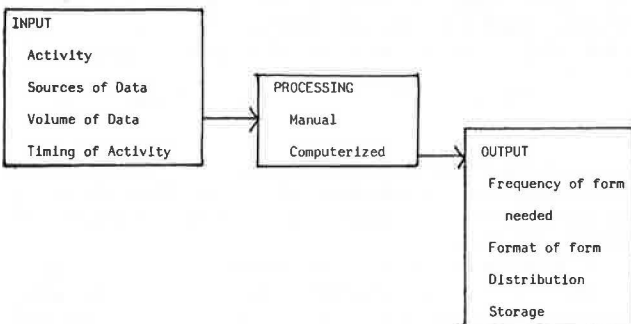 INPUT
Activity
Sources of Data
Volume of Data
Timing of Activity
PROCESSING
Manual
Computerized
OUTPUT
Frequency of form
needed
Format of form
Distribution
Storage